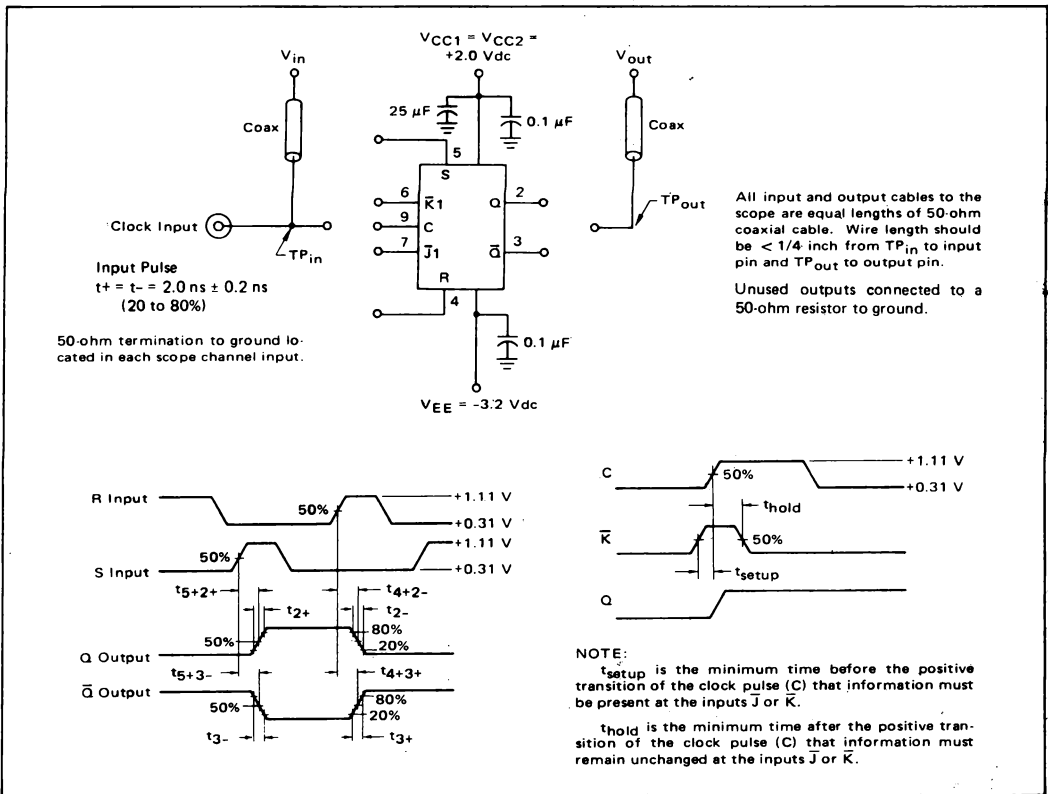 VCC1 = VCC2 =
+2.0 Vdc
Vin
Vout
25 µF
0.1 µF
Coax
Coax
5
S
6
K̅1
Q
2
9
C
Clock Input
TPin
7
J̅1
Q̅
3
R
4
TPout
Input Pulse
t+ = t– = 2.0 ns ± 0.2 ns
(20 to 80%)
50-ohm termination to ground lo-
cated in each scope channel input.
0.1 µF
VEE = -3.2 Vdc
All input and output cables to the
scope are equal lengths of 50-ohm
coaxial cable. Wire length should
be < 1/4 inch from TPin to input
pin and TPout to output pin.
Unused outputs connected to a
50-ohm resistor to ground.
R Input
50%
+1.11 V
+0.31 V
S Input
50%
+1.11 V
+0.31 V
t5+2+
t4+2-
t2+
t2-
50%
80%
20%
Q Output
t5+3-
t4+3+
Q̅ Output
50%
80%
20%
t3-
t3+
C
50%
+1.11 V
+0.31 V
thold
K̅
50%
tsetup
Q
NOTE:
tsetup is the minimum time before the positive
transition of the clock pulse (C) that information must
be present at the inputs J̅ or K̅.
thold is the minimum time after the positive tran-
sition of the clock pulse (C) that information must
remain unchanged at the inputs J̅ or K̅.